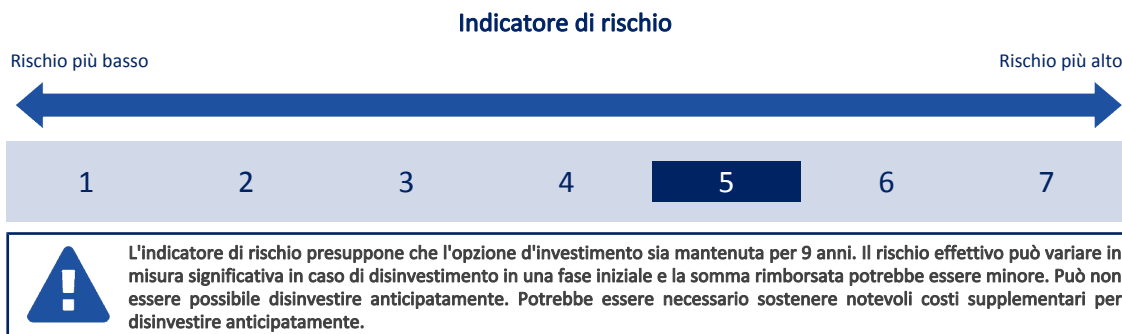 Indicatore di rischio
Rischio più basso
Rischio più alto
1 2 3 4 5 6 7
L'indicatore di rischio presuppone che l'opzione d'investimento sia mantenuta per 9 anni. Il rischio effettivo può variare in
misura significativa in caso di disinvestimento in una fase iniziale e la somma rimborsata potrebbe essere minore. Può non
essere possibile disinvestire anticipatamente. Potrebbe essere necessario sostenere notevoli costi supplementari per
disinvestire anticipatamente.